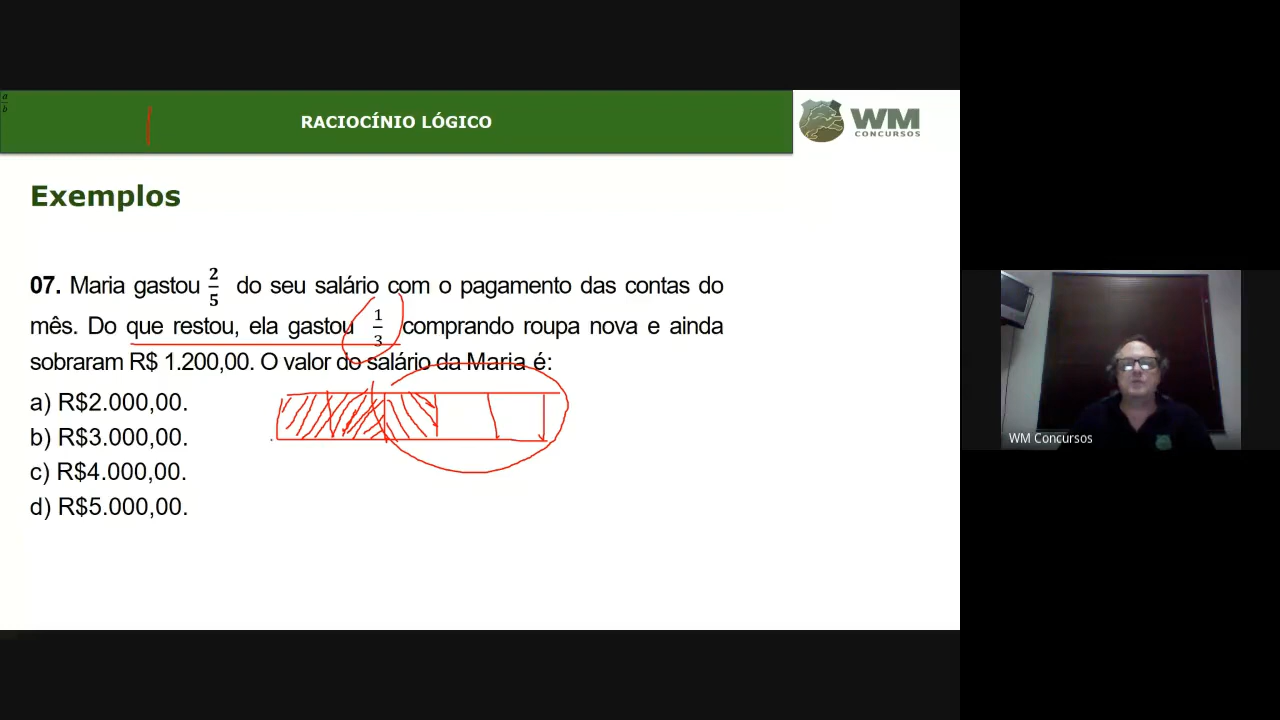 a
b
RACIOCÍNIO LÓGICO
WM
CONCURSOS
Exemplos
07. Maria gastou 2/5 do seu salário com o pagamento das contas do
mês. Do que restou, ela gastou 1/3 comprando roupa nova e ainda
sobraram R$ 1.200,00. O valor do salário da Maria é:
a) R$2.000,00.
b) R$3.000,00.
c) R$4.000,00.
d) R$5.000,00.
WM Concursos